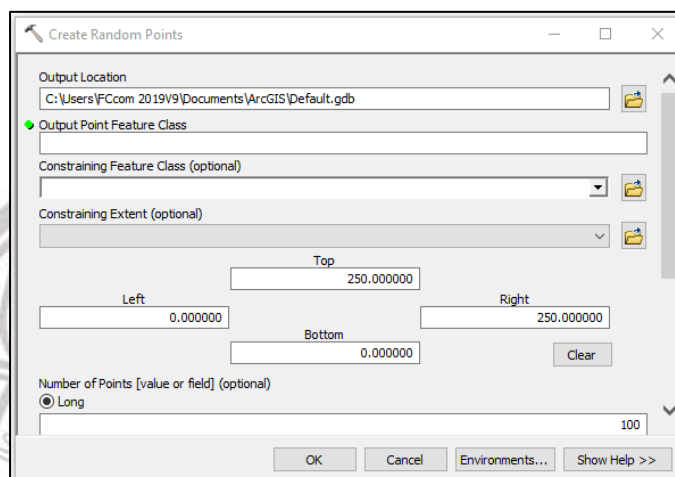 Create Random Points
Output Location
C:\Users\FCcom 2019V9\Documents\ArcGIS\Default.gdb
Output Point Feature Class
Constraining Feature Class (optional)
Constraining Extent (optional)
Top
250.000000
Left
Right
0.000000
250.000000
Bottom
0.000000
Clear
Number of Points [value or field] (optional)
Long
100
OK
Cancel
Environments...
Show Help >>